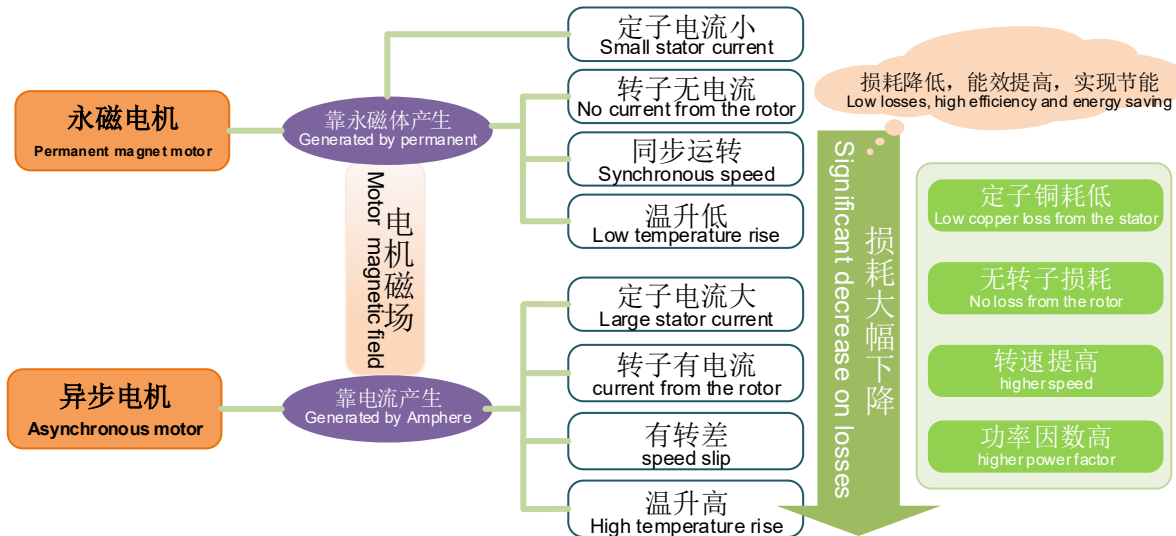 永磁电机
Permanent magnet motor
靠永磁体产生
Generated by permanent
定子电流小
Small stator current
转子无电流
No current from the rotor
同步运转
Synchronous speed
温升低
Low temperature rise
电机磁场
Motor magnetic field
异步电机
Asynchronous motor
靠电流产生
Generated by Amphere
定子电流大
Large stator current
转子有电流
current from the rotor
有转差
speed slip
温升高
High temperature rise
损耗降低，能效提高，实现节能
Low losses, high efficiency and energy saving
损耗大幅下降
Significant decrease on losses
定子铜耗低
Low copper loss from the stator
无转子损耗
No loss from the rotor
转速提高
higher speed
功率因数高
higher power factor